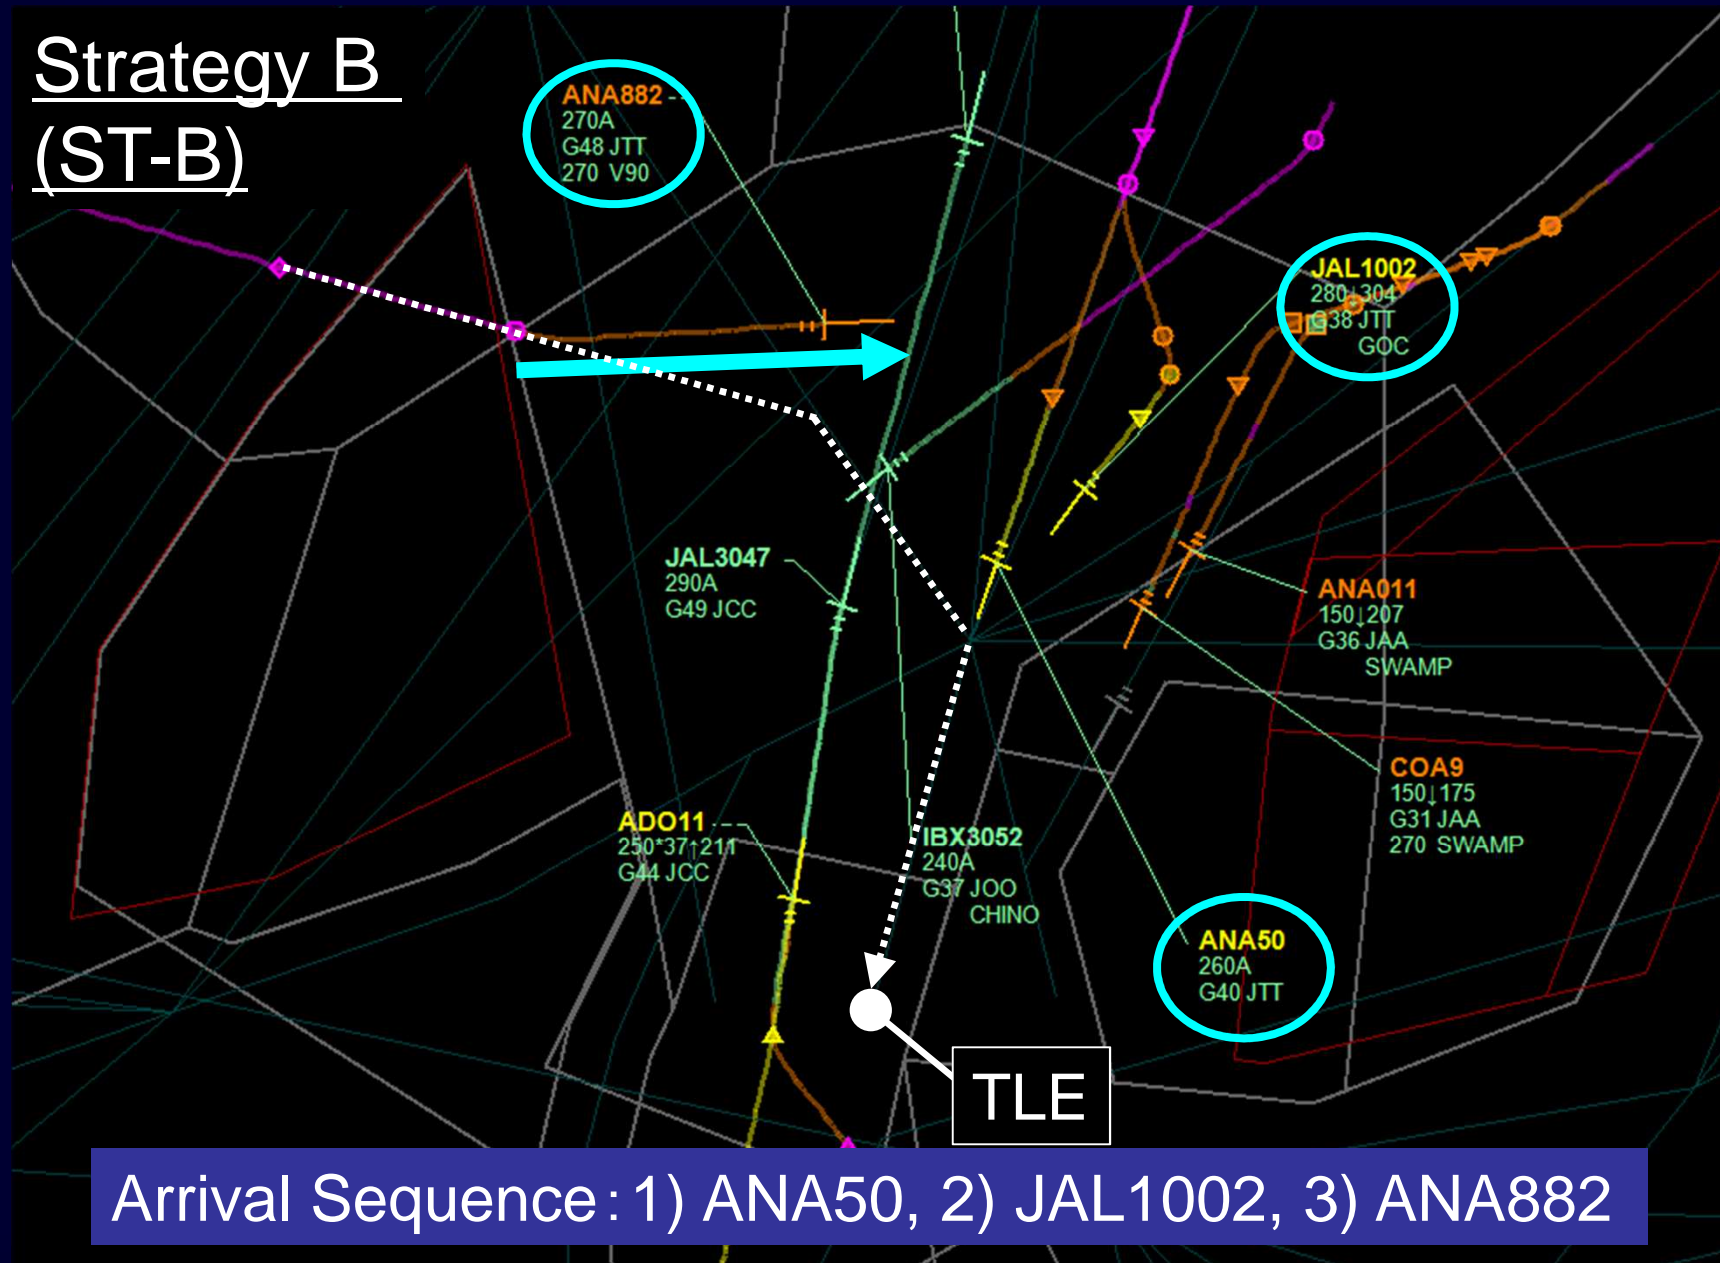 Strategy B
(ST-B)
ANA882
270A
G48 JTT
270 V90
JAL1002
280↓304
G38 JTT
GOC
JAL3047
290A
G49 JCC
ANA011
150↓207
G36 JAA
SWAMP
COA9
150↓175
G31 JAA
270 SWAMP
ADO11
250*37↑211
G44 JCC
IBX3052
240A
G37 JOO
CHINO
ANA50
260A
G40 JTT
TLE
Arrival Sequence:1) ANA50, 2) JAL1002, 3) ANA882